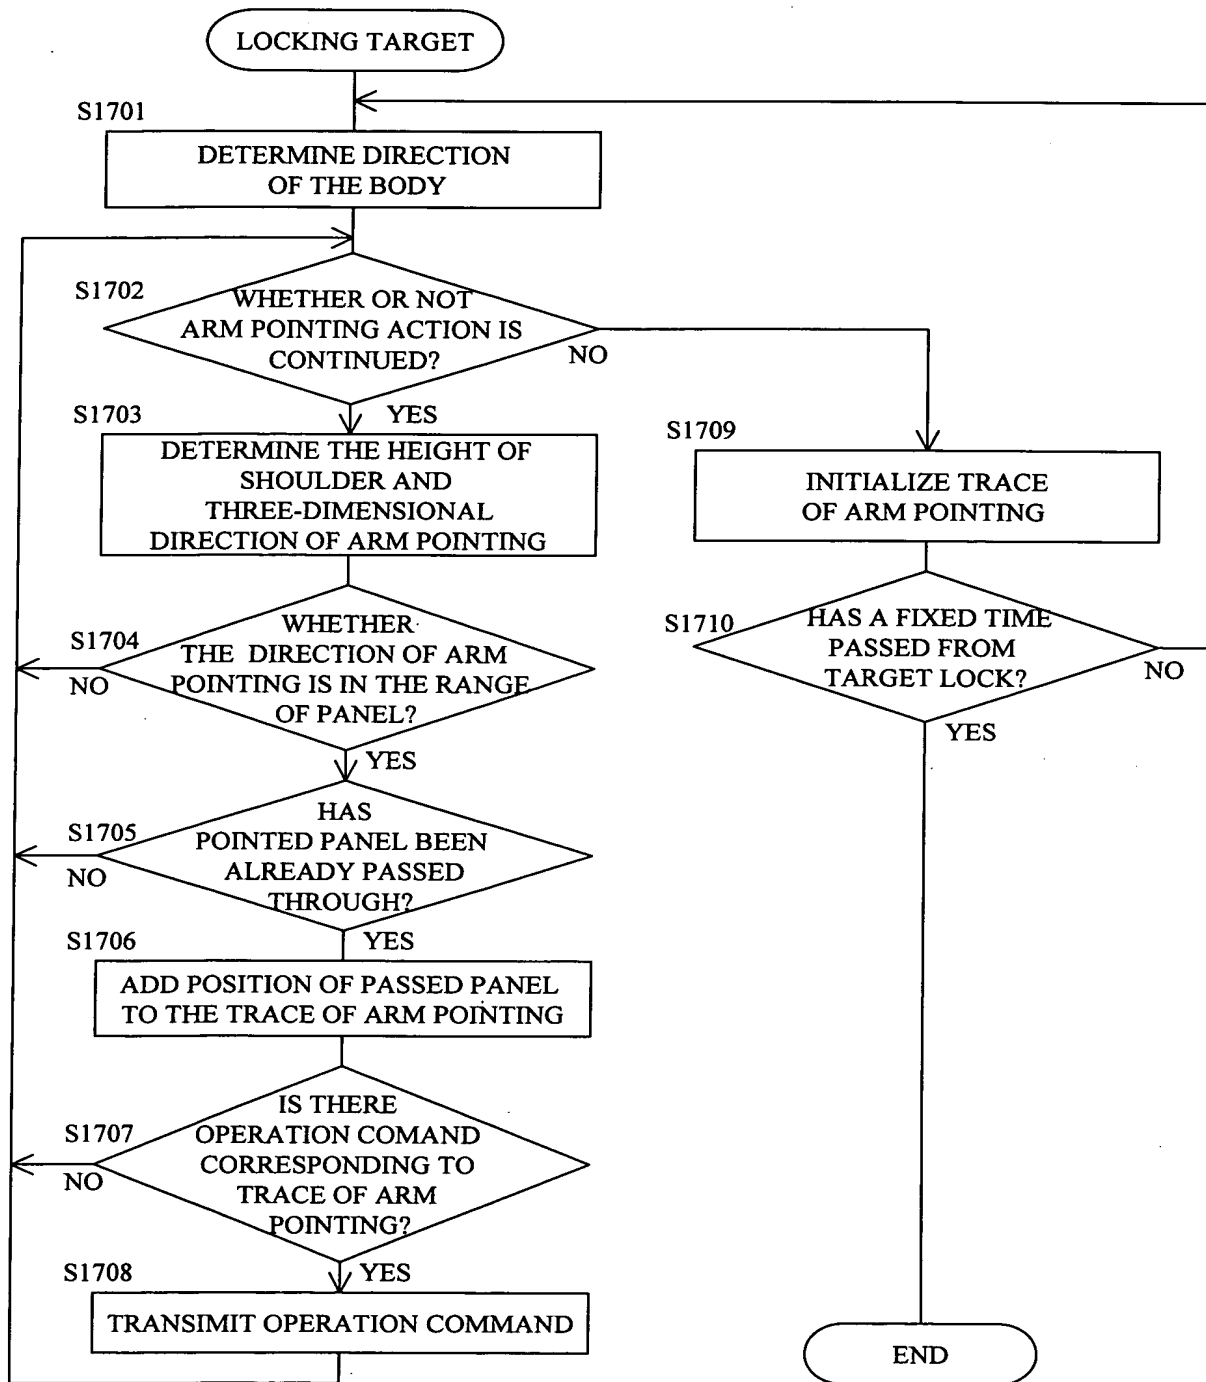 LOCKING TARGET
S1701
DETERMINE DIRECTION
OF THE BODY
S1702
WHETHER OR NOT
ARM POINTING ACTION IS
CONTINUED?
NO
YES
S1703
DETERMINE THE HEIGHT OF
SHOULDER AND
THREE-DIMENSIONAL
DIRECTION OF ARM POINTING
S1704
WHETHER
THE DIRECTION OF ARM
POINTING IS IN THE RANGE
OF PANEL?
NO
YES
S1705
HAS
POINTED PANEL BEEN
ALREADY PASSED
THROUGH?
NO
YES
S1706
ADD POSITION OF PASSED PANEL
TO THE TRACE OF ARM POINTING
S1707
IS THERE
OPERATION COMAND
CORRESPONDING TO
TRACE OF ARM
POINTING?
NO
YES
S1708
TRANSIMIT OPERATION COMMAND
S1709
INITIALIZE TRACE
OF ARM POINTING
S1710
HAS A FIXED TIME
PASSED FROM
TARGET LOCK?
NO
YES
END